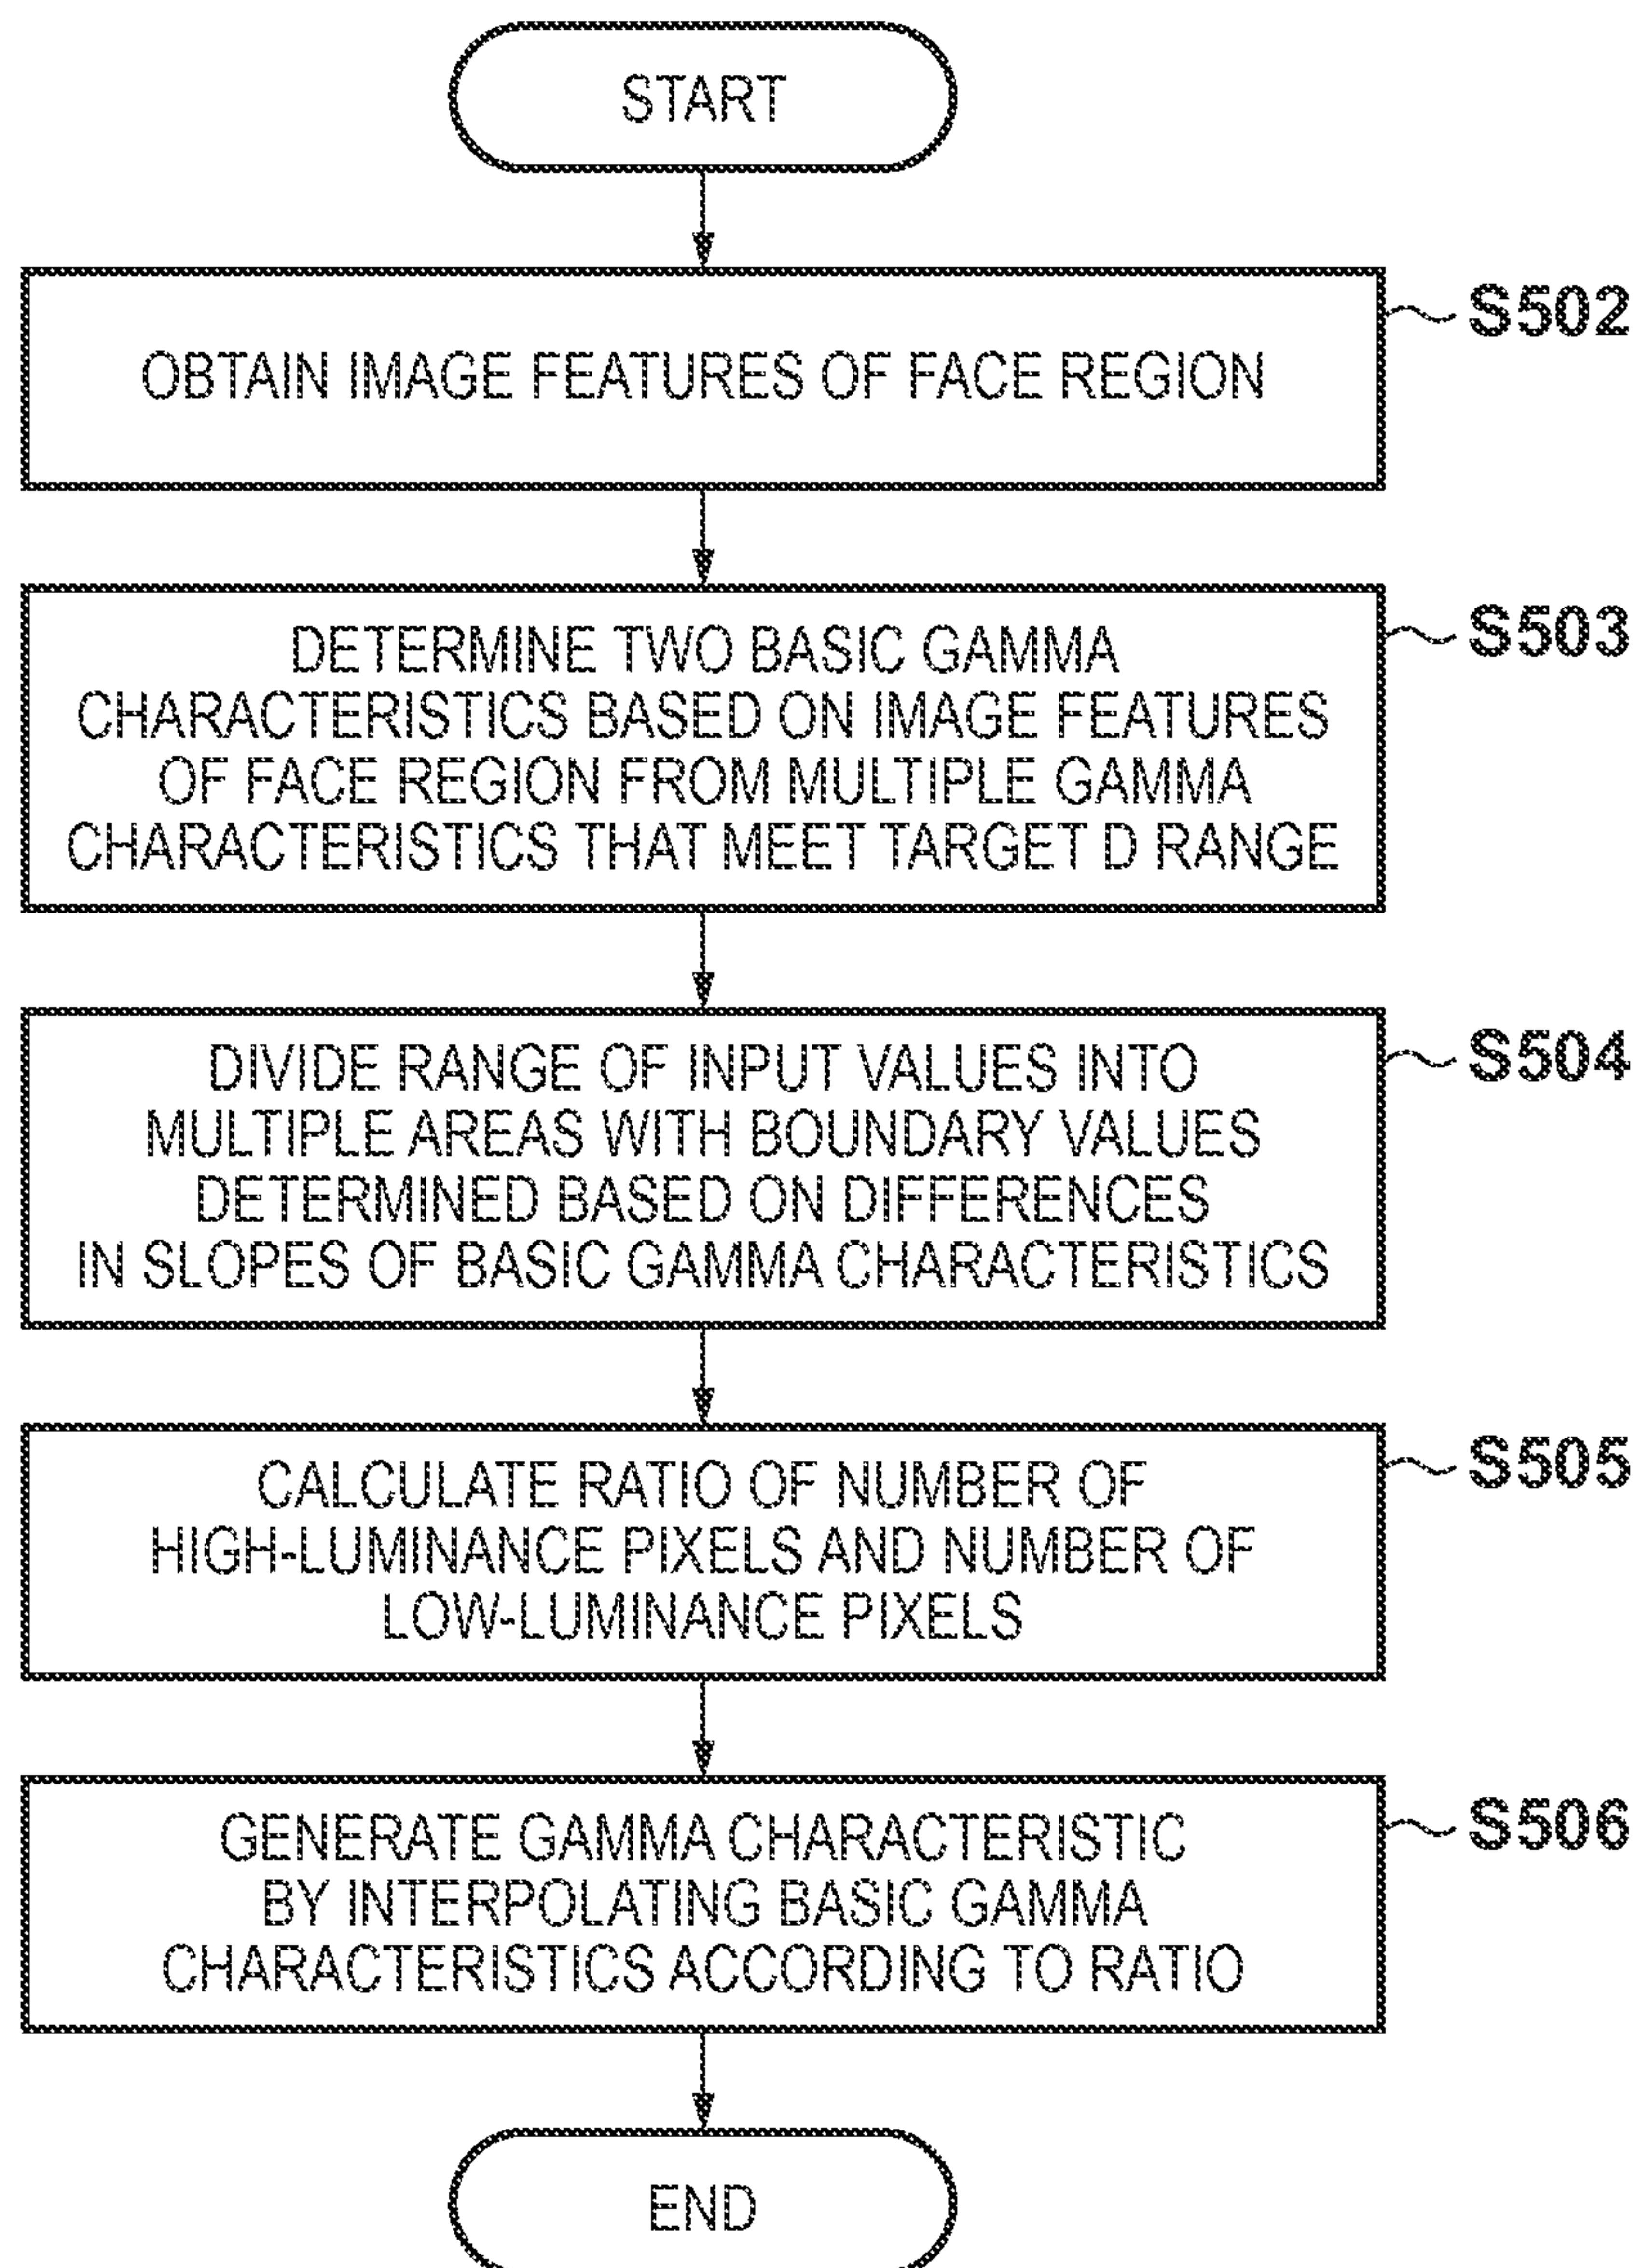 START
OBTAIN IMAGE FEATURES OF FACE REGION
S502
DETERMINE TWO BASIC GAMMA
CHARACTERISTICS BASED ON IMAGE FEATURES
OF FACE REGION FROM MULTIPLE GAMMA
CHARACTERISTICS THAT MEET TARGET D RANGE
S503
DIVIDE RANGE OF INPUT VALUES INTO
MULTIPLE AREAS WITH BOUNDARY VALUES
DETERMINED BASED ON DIFFERENCES
IN SLOPES OF BASIC GAMMA CHARACTERISTICS
S504
CALCULATE RATIO OF NUMBER OF
HIGH-LUMINANCE PIXELS AND NUMBER OF
LOW-LUMINANCE PIXELS
S505
GENERATE GAMMA CHARACTERISTIC
BY INTERPOLATING BASIC GAMMA
CHARACTERISTICS ACCORDING TO RATIO
S506
END